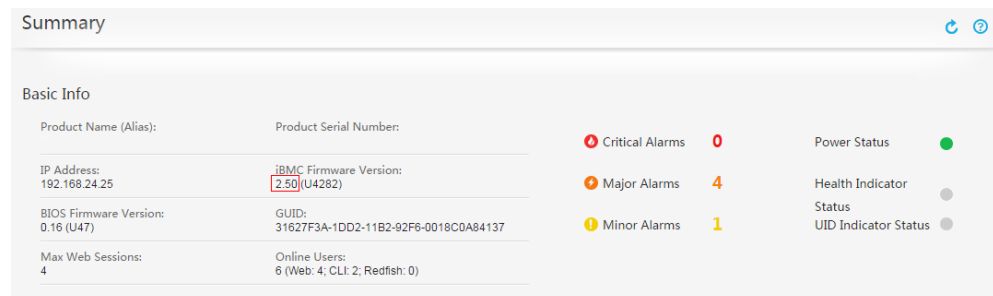 Summary
Basic Info
Product Name (Alias):
Product Serial Number:
IP Address:
192.168.24.25
iBMC Firmware Version:
2.50 (U4282)
BIOS Firmware Version:
0.16 (U47)
GUID:
31627F3A-1DD2-11B2-92F6-0018C0A84137
Max Web Sessions:
4
Online Users:
6 (Web: 4; CLI: 2; Redfish: 0)
Critical Alarms 0
Major Alarms 4
Minor Alarms 1
Power Status
Health Indicator
Status
UID Indicator Status